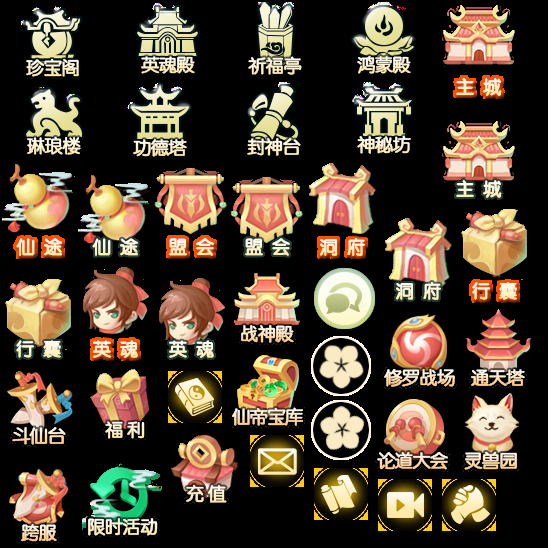 珍宝阁
英魂殿
祈福亭
鸿蒙殿
主城
琳琅楼
功德塔
封神台
神秘坊
主城
仙途
仙途
盟会
盟会
洞府
洞府
行囊
行囊
英魂
英魂
战神殿
修罗战场
通天塔
斗仙台
福利
仙帝宝库
论道大会
灵兽园
充值
跨服
限时活动